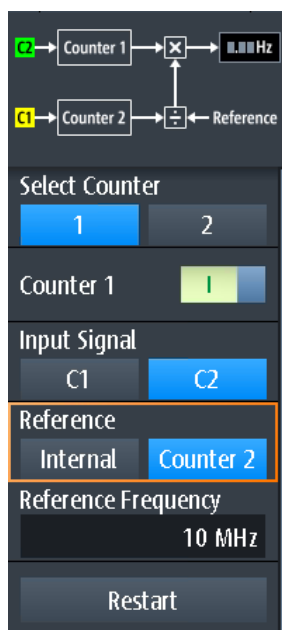 C2 Counter 1 × ▮.▮▮Hz
C1 Counter 2 ÷ Reference
Select Counter
1 2
Counter 1 I
Input Signal
C1 C2
Reference
Internal Counter 2
Reference Frequency
10 MHz
Restart